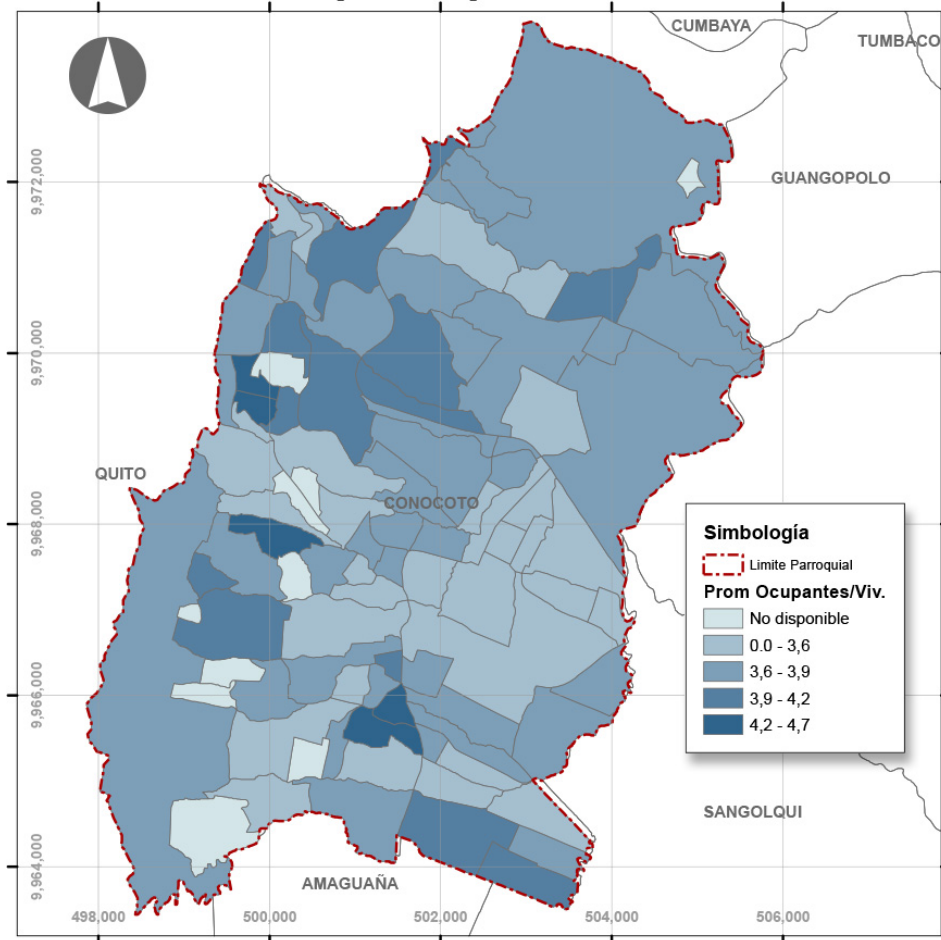 CUMBAYA
TUMBACO
GUANGOPOLO
QUITO
CONOCOTO
SANGOLQUI
AMAGUAÑA
9,972,000
9,970,000
9,968,000
9,966,000
9,964,000
498,000
500,000
502,000
504,000
506,000
Simbología
Limite Parroquial
Prom Ocupantes/Viv.
No disponible
0.0 - 3,6
3,6 - 3,9
3,9 - 4,2
4,2 - 4,7